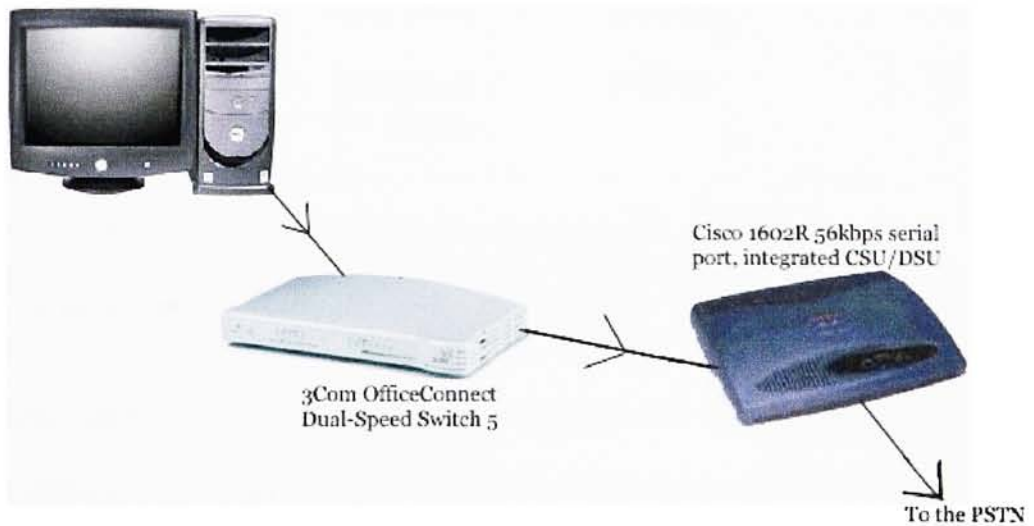 Cisco 1602R 56kbps serial
port, integrated CSU/DSU
3Com OfficeConnect
Dual-Speed Switch 5
To the PSTN